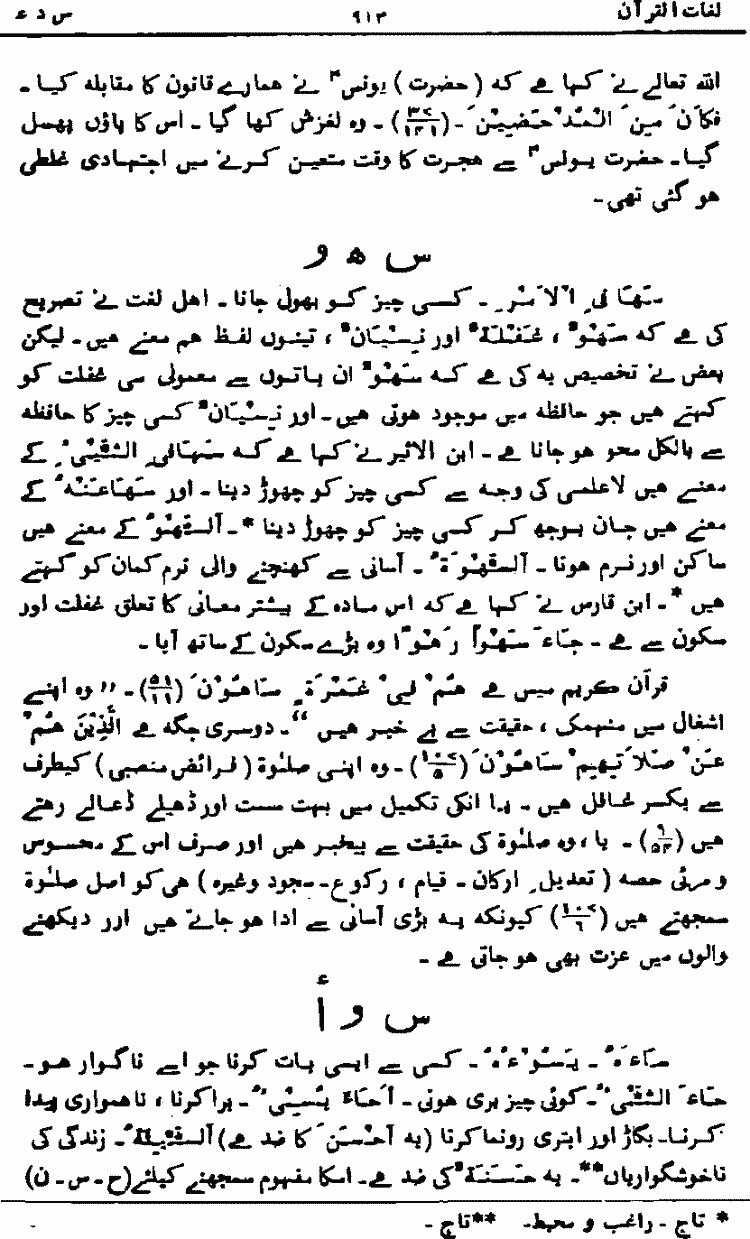 لغات القرآن ۹۱۳ س د ء
اللہ تعالےٰ نے کہا ہے کہ (حضرت) یونسؑ نے ہمارے قانون کا مقابلہ کیا ۔
فَکَانَ مِنَ الْمُدْحَضِیْنَ ۔ (۳۷/۱۴۱) ۔ وہ لغزش کھا گیا ۔ اس کا پاؤں پھسل
گیا ۔ حضرت یونسؑ سے ہجرت کا وقت متعین کرنے میں اجتہادی غلطی
ہو گئی تھی ۔
س ھ و
سَھَا فِی الْاَمْرِ ۔ کسی چیز کو بھول جانا ۔ اہل لغت نے تصریح
کی ہے کہ سَھْوٌ ، غَفْلَۃٌ اور نِسْیَانٌ ، تینوں لفظ ہم معنے ہیں ۔ لیکن
بعض نے تخصیص یہ کی ہے کہ سَھْوٌ ان باتوں سے معمولی سی غفلت کو
کہتے ہیں جو حافظہ میں موجود ہوتی ہیں ۔ اور نِسْیَانٌ کسی چیز کا حافظہ
سے بالکل محو ہو جانا ہے ۔ ابن الاثیر نے کہا ہے کہ سَھَا فِی الشَّیْئِ کے
معنے ہیں لاعلمی کی وجہ سے کسی چیز کو چھوڑ دینا ۔ اور سَھَا عَنْہُ کے
معنے ہیں جان بوجھ کر کسی چیز کو چھوڑ دینا * ۔ اَلسَّھْوُ کے معنے ہیں
ساکن اور نرم ہونا ۔ اَلسَّھْوَۃُ ۔ آسانی سے کھنچنے والی نرم کمان کو کہتے
ہیں * ۔ ابن فارس نے کہا ہے کہ اس مادہ کے بیشتر معانی کا تعلق غفلت اور
سکون سے ہے ۔ جَاءَ سَھْواً رَھْوًا وہ بڑے سکون کے ساتھ آیا ۔
قرآن کریم میں ہے ھُمْ فِیْ غَمْرَۃٍ سَاھُوْنَ (۵۱/۱۱) ۔ ’’وہ اپنے
اشغال میں منہمک ، حقیقت سے بے خبر ہیں‘‘ ۔ دوسری جگہ ہے الَّذِیْنَ ھُمْ
عَنْ صَلَاتِھِمْ سَاھُوْنَ (۱۰۷/۵) ۔ وہ اپنی صلوٰۃ (فرائض منصبی) کیطرف
سے یکسر غافل ہیں ۔ یا انکی تکمیل میں بہت سست اور ڈھیلے ڈھالے رہتے
ہیں (۹/۵۴) ۔ یا ، وہ صلوٰۃ کی حقیقت سے بیخبر ہیں اور صرف اس کے محسوس
و مرئی حصہ (تعدیل ارکان ۔ قیام ، رکوع ۔ سجود وغیرہ) ہی کو اصل صلوٰۃ
سمجھتے ہیں (۱۰۷/۶) کیونکہ یہ بڑی آسانی سے ادا ہو جاتے ہیں اور دیکھنے
والوں میں عزت بھی ہو جاتی ہے ۔
س و أ ء
سَاءَہٗ ۔ یَسُوْءُہٗ ۔ کسی سے ایسی بات کرنا جو اسے ناگوار ہو ۔
سَاءَ الشَّیْئُ ۔ کوئی چیز بری ہوئی ۔ اَسَاءَ یُسِیْئُ ۔ برا کرنا ، ناہمواری پیدا
کرنا ۔ بگاڑ اور ابتری رونما کرنا (یہ اَحْسَنَ کا ضد ہے) اَلسَّیِّئَۃُ ۔ زندگی کی
ناخوشگواریاں ** ۔ یہ حَسَنَۃٌ کی ضد ہے ۔ اسکا مفہوم سمجھنے کیلئے (ح ۔ س ۔ ن)
* تاج ۔ راغب و محیط ۔ ** تاج ۔